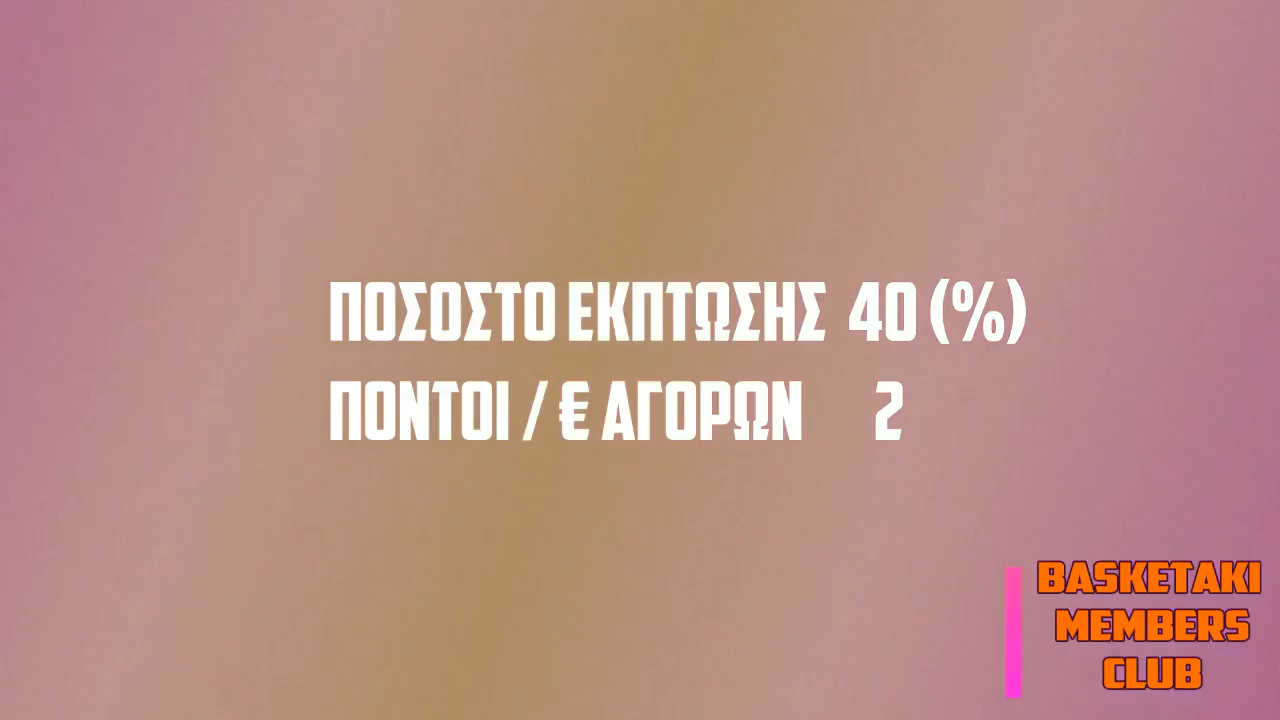 ΠΟΣΟΣΤΟ ΕΚΠΤΩΣΗΣ 40 (%)
ΠΟΝΤΟΙ / € ΑΓΟΡΩΝ 2
BASKETAKI
MEMBERS
CLUB